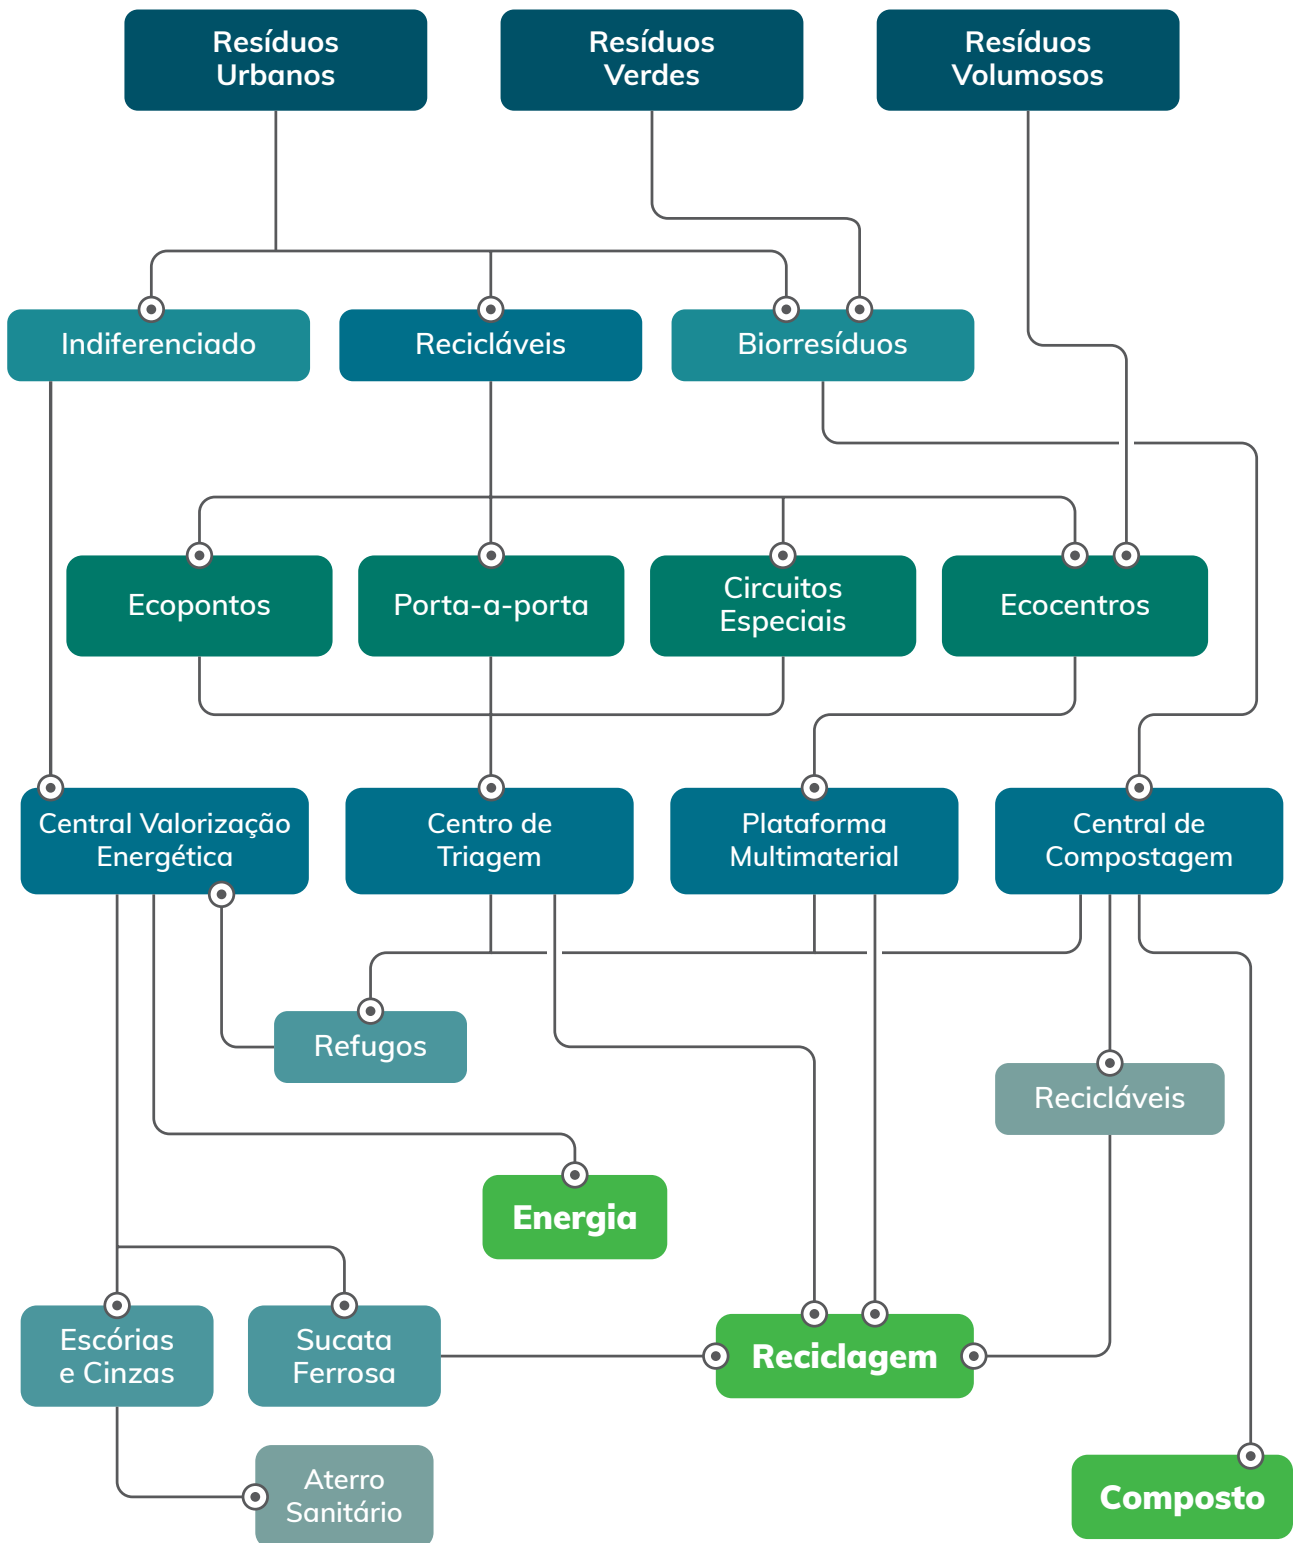 Resíduos
Urbanos
Resíduos
Verdes
Resíduos
Volumosos
Indiferenciado
Recicláveis
Biorresíduos
Ecopontos
Porta-a-porta
Circuitos
Especiais
Ecocentros
Central Valorização
Energética
Centro de
Triagem
Plataforma
Multimaterial
Central de
Compostagem
Refugos
Recicláveis
Energia
Escórias
e Cinzas
Sucata
Ferrosa
Reciclagem
Aterro
Sanitário
Composto